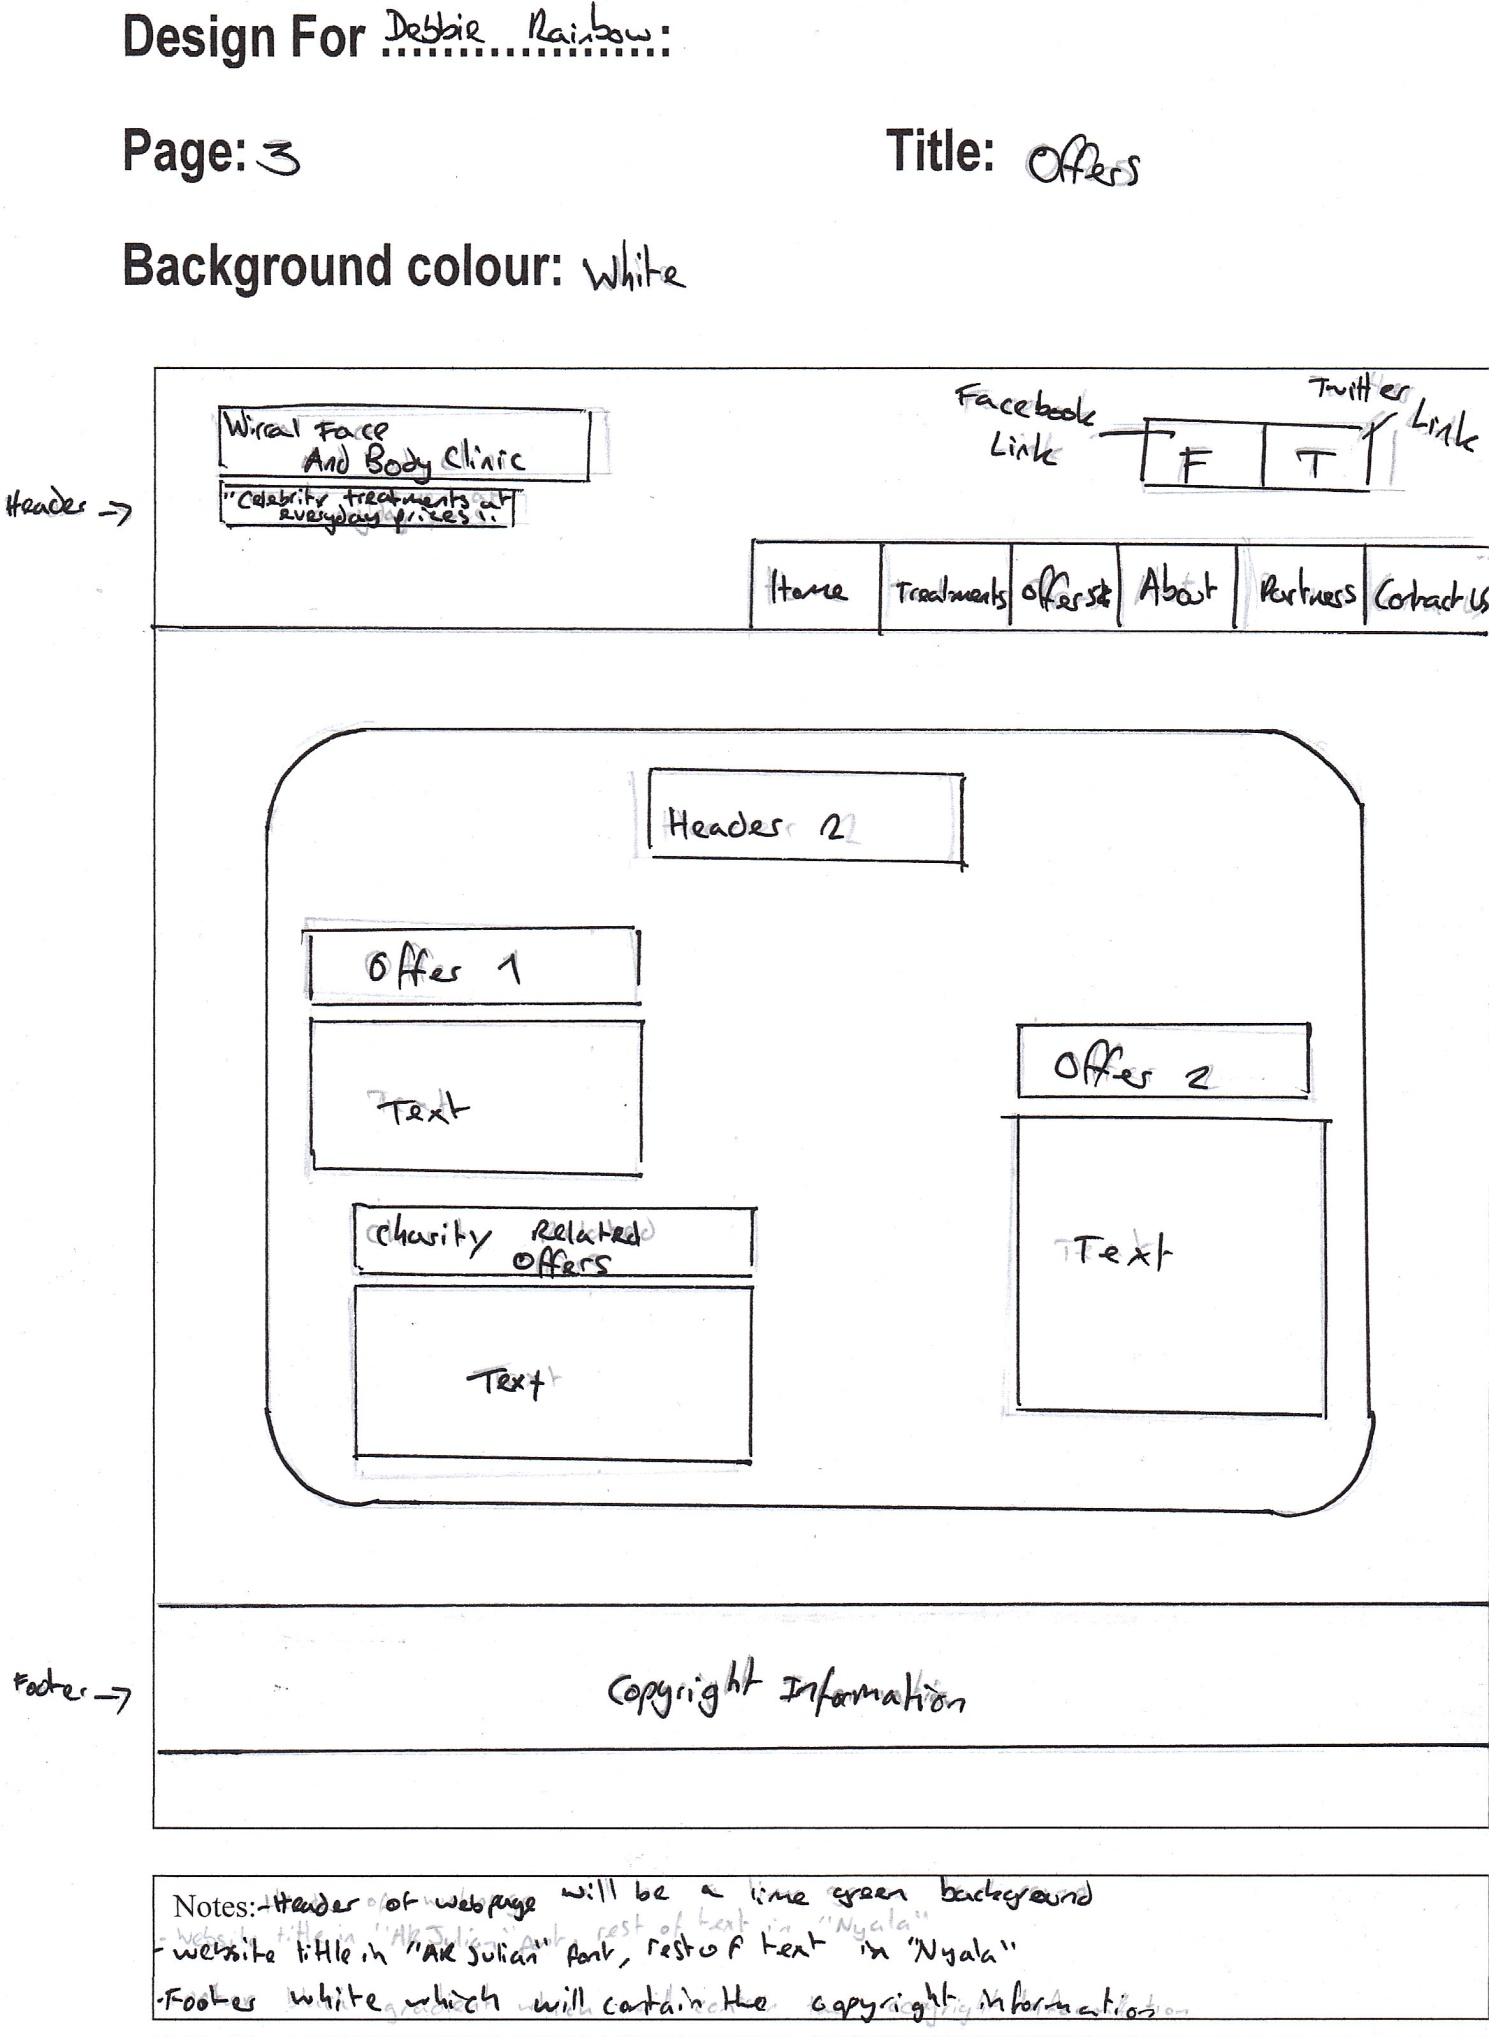 Design For Debbie Rainbow:
Page: 3
Title: Offers
Background colour: White
Wirral Face
And Body Clinic
"Celebrity treatments at
everyday prices"
Facebook
Link
Twitter
Link
F
T
Header →
Home
Treatments
Offers
About
Partners
Contact Us
Header 2
Offer 1
Text
Offer 2
Text
Charity Related
Offers
Text
Footer →
Copyright Information
Notes:-Header of webpage will be a lime green background
- Website tittle in "AR Julian" font, rest of text in "Nyala"
-Footer white which will contain the copyright information